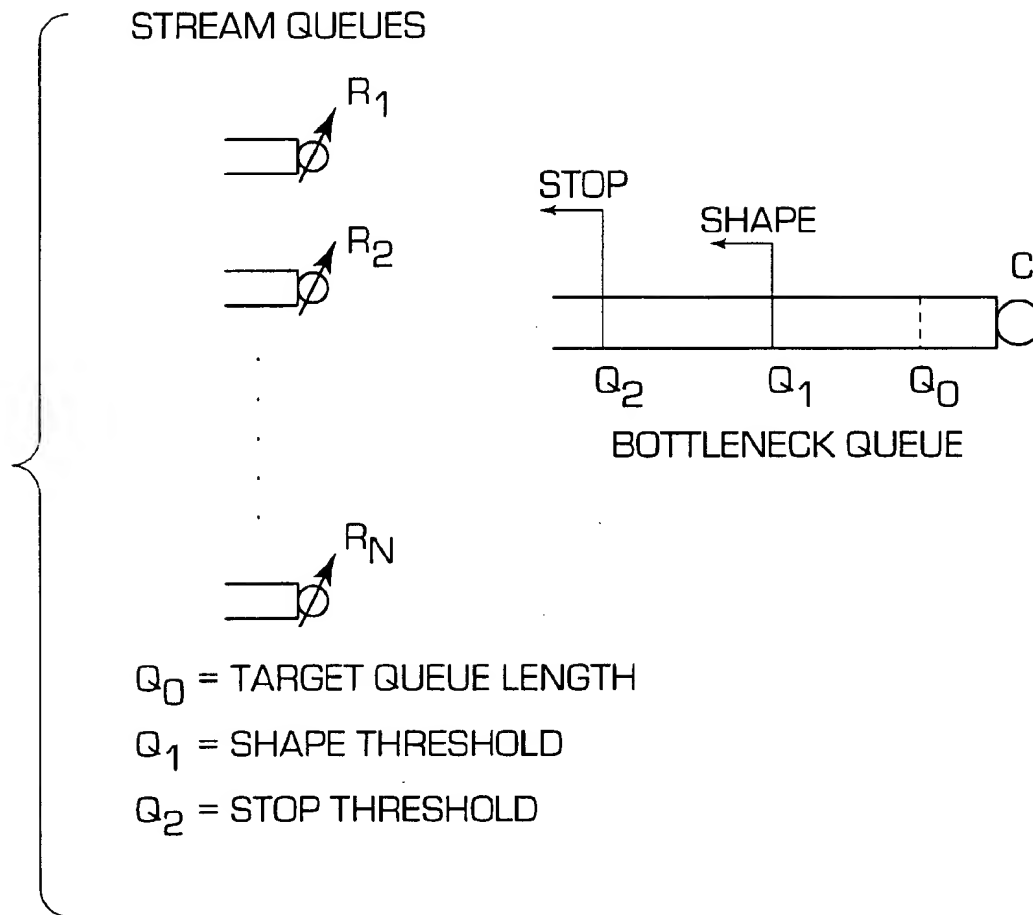 STREAM QUEUES
R1
R2
RN
STOP
SHAPE
C
Q2 Q1 Q0
BOTTLENECK QUEUE
Q0 = TARGET QUEUE LENGTH
Q1 = SHAPE THRESHOLD
Q2 = STOP THRESHOLD